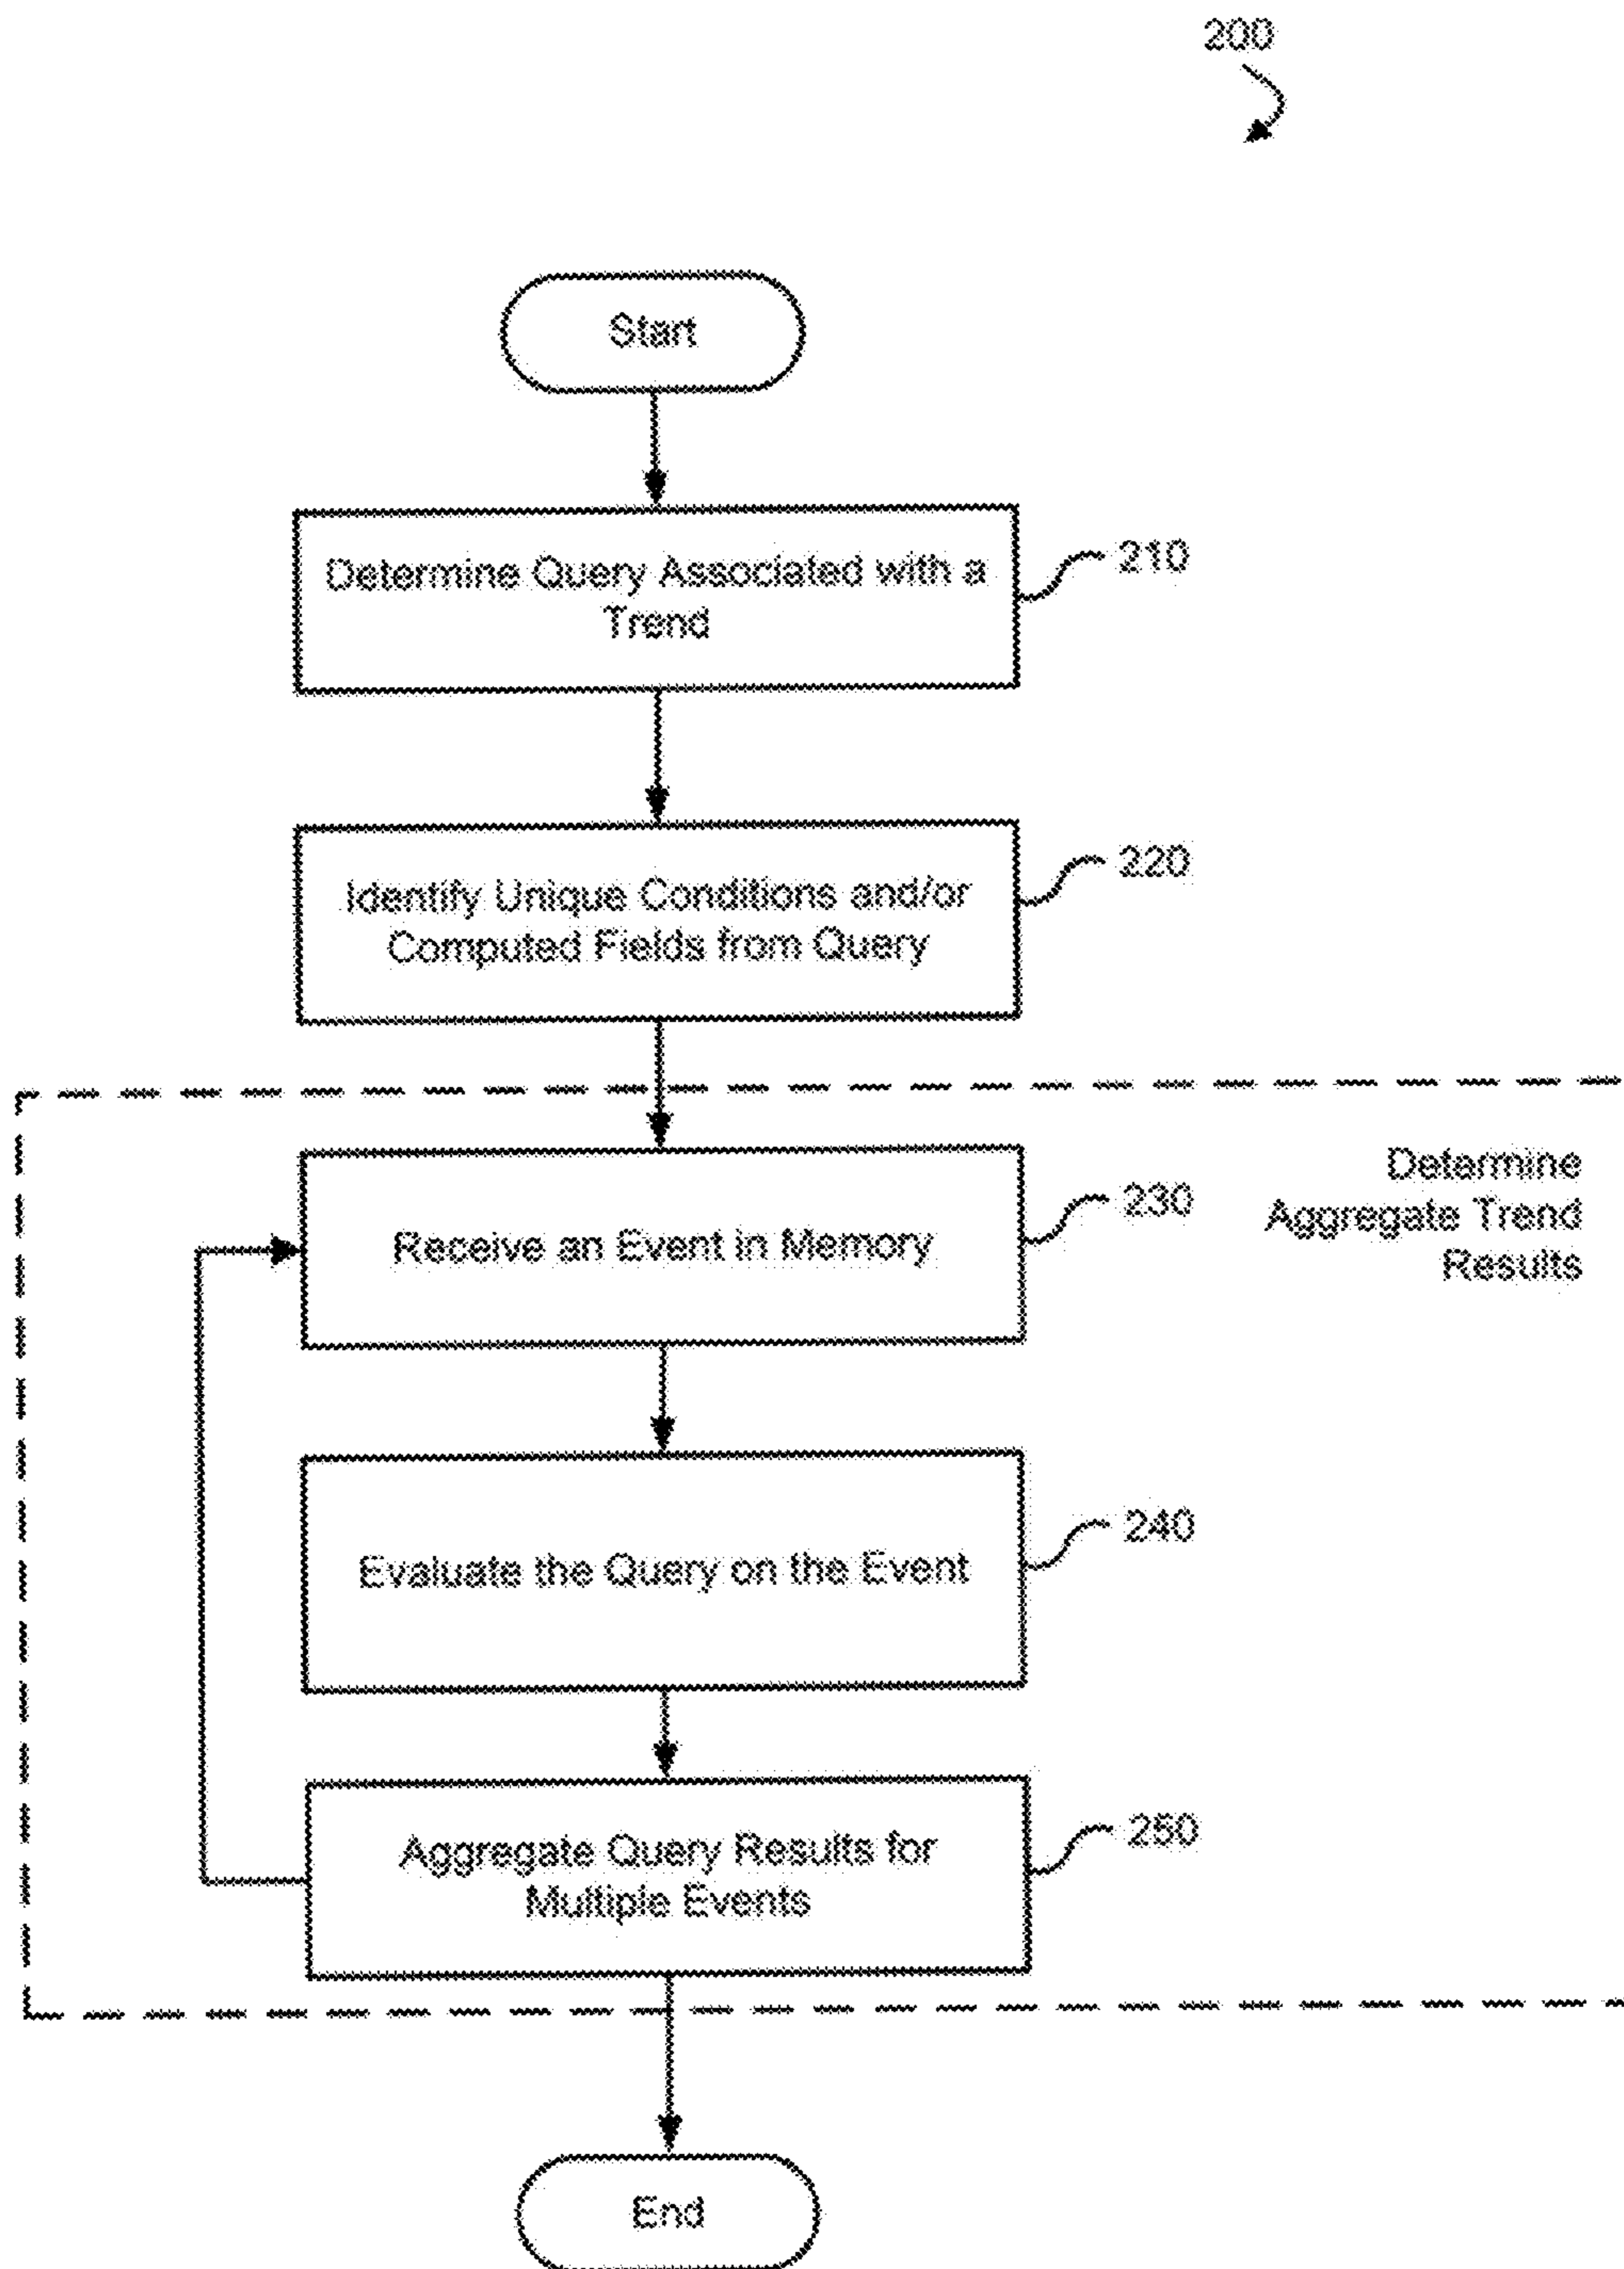 200
Start
Determine Query Associated with a
Trend
210
Identify Unique Conditions and/or
Computed Fields from Query
220
Receive an Event in Memory
230
Determine
Aggregate Trend
Results
Evaluate the Query on the Event
240
Aggregate Query Results for
Multiple Events
250
End